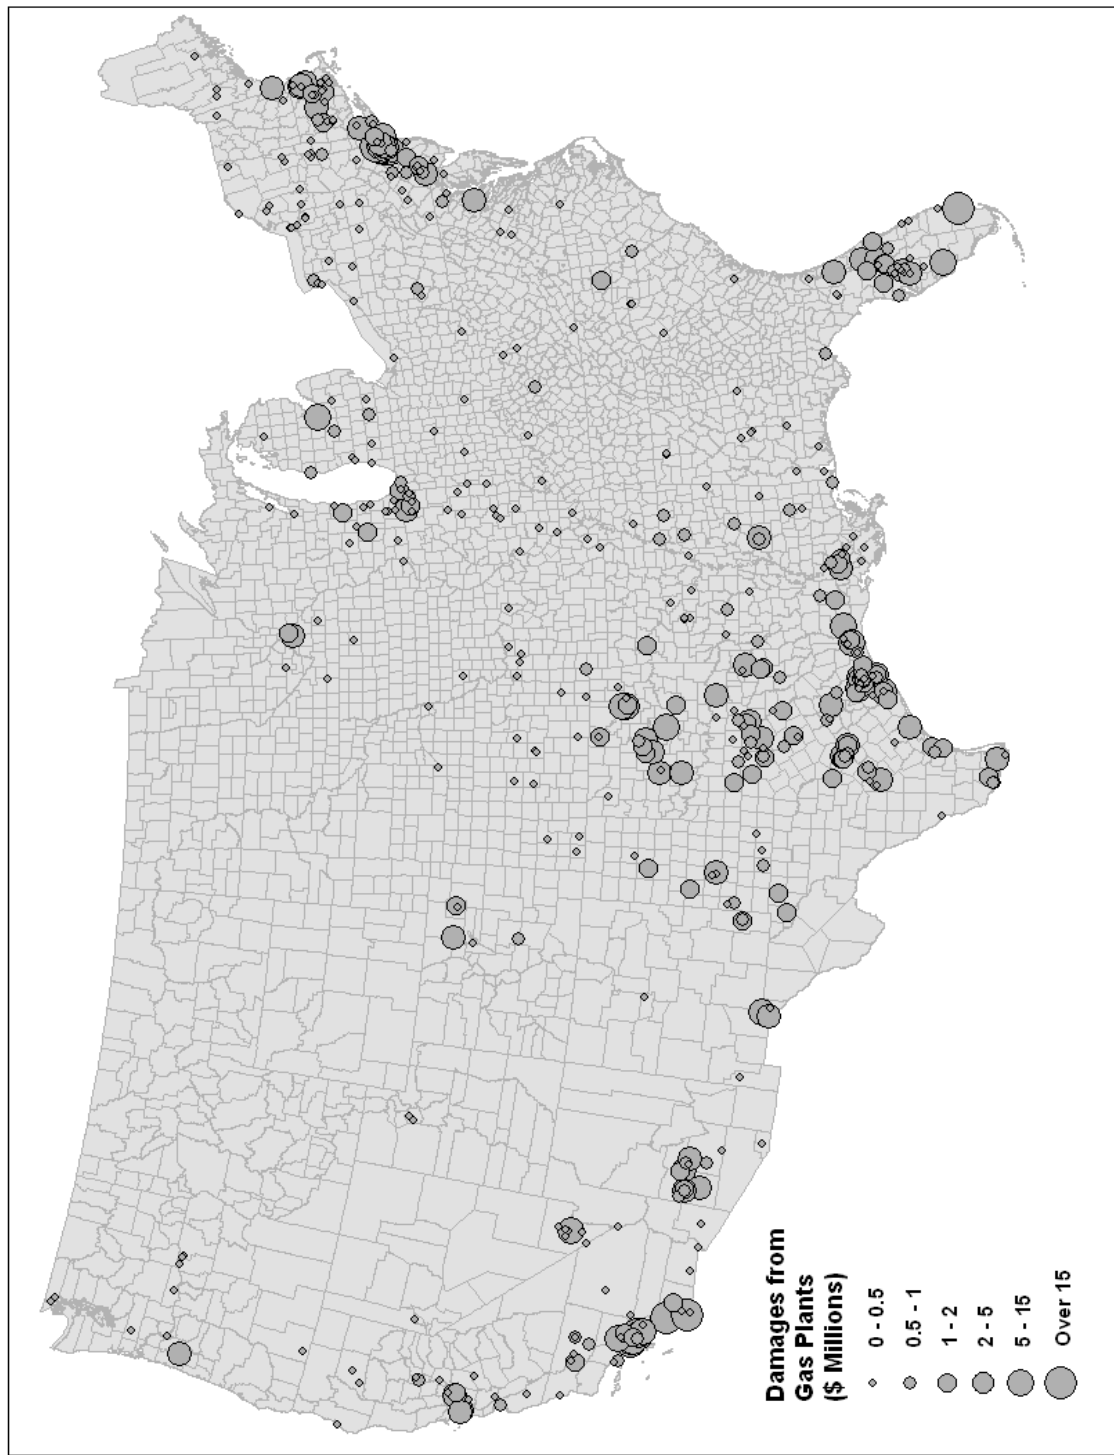 Damages from
Gas Plants
($ Millions)
0 - 0.5
0.5 - 1
1 - 2
2 - 5
5 - 15
Over 15